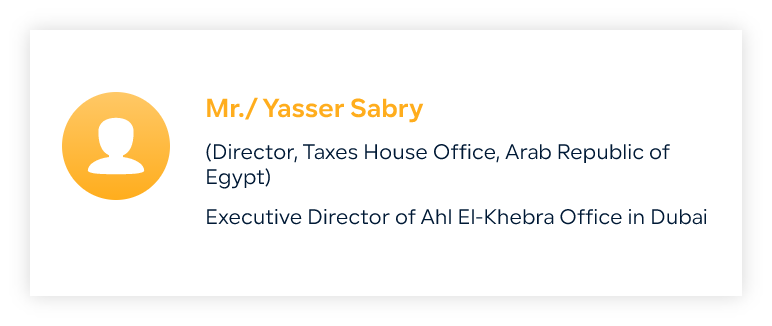 Mr./ Yasser Sabry
(Director, Taxes House Office, Arab Republic of
Egypt)
Executive Director of Ahl El-Khebra Office in Dubai